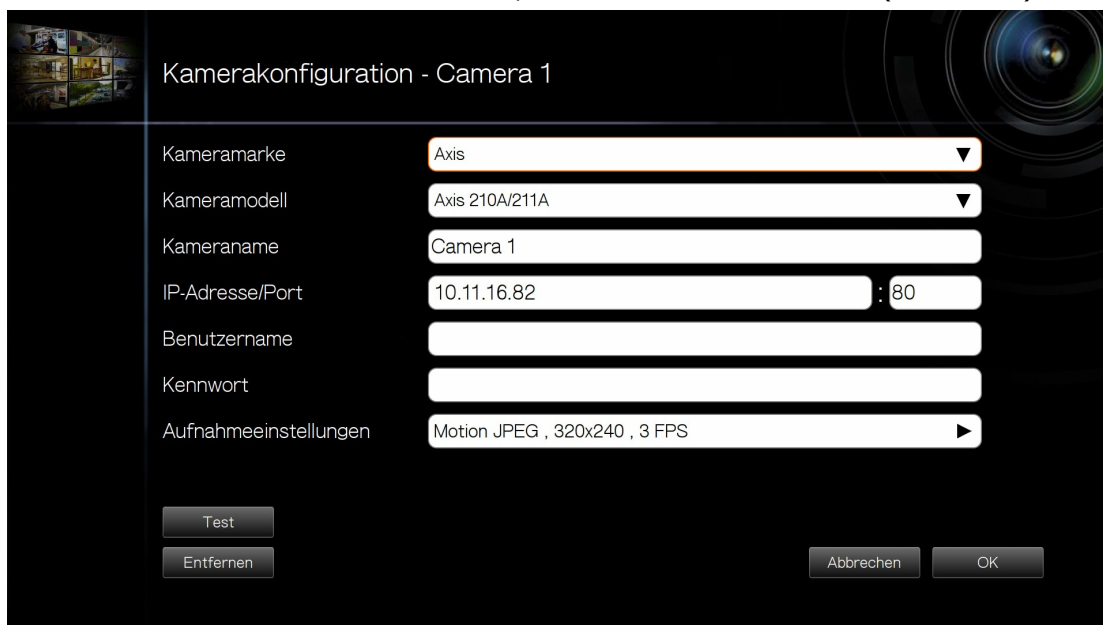 Kamerakonfiguration - Camera 1
Kameramarke Axis
Kameramodell Axis 210A/211A
Kameraname Camera 1
IP-Adresse/Port 10.11.16.82 : 80
Benutzername
Kennwort
Aufnahmeeinstellungen Motion JPEG , 320x240 , 3 FPS
Test
Entfernen Abbrechen OK